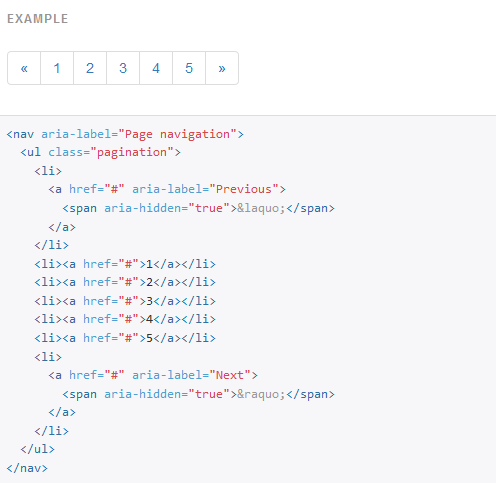 EXAMPLE
« 1 2 3 4 5 »
<nav aria-label="Page navigation">
  <ul class="pagination">
    <li>
      <a href="#" aria-label="Previous">
        <span aria-hidden="true">&laquo;</span>
      </a>
    </li>
    <li><a href="#">1</a></li>
    <li><a href="#">2</a></li>
    <li><a href="#">3</a></li>
    <li><a href="#">4</a></li>
    <li><a href="#">5</a></li>
    <li>
      <a href="#" aria-label="Next">
        <span aria-hidden="true">&raquo;</span>
      </a>
    </li>
  </ul>
</nav>